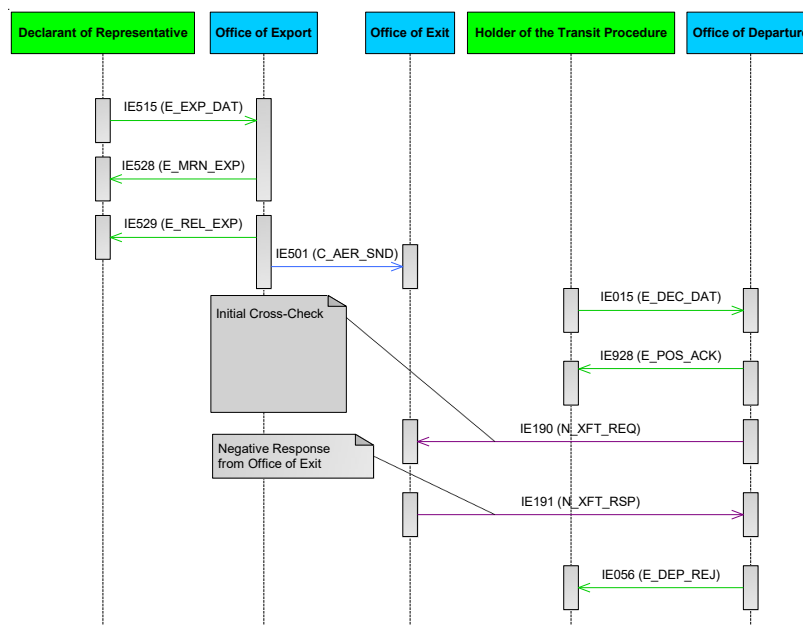 Declarant of Representative
Office of Export
Office of Exit
Holder of the Transit Procedure
Office of Departure
IE515 (E_EXP_DAT)
IE528 (E_MRN_EXP)
IE529 (E_REL_EXP)
IE501 (C_AER_SND)
IE015 (E_DEC_DAT)
Initial Cross-Check
IE928 (E_POS_ACK)
IE190 (N_XFT_REQ)
Negative Response
from Office of Exit
IE191 (N_XFT_RSP)
IE056 (E_DEP_REJ)